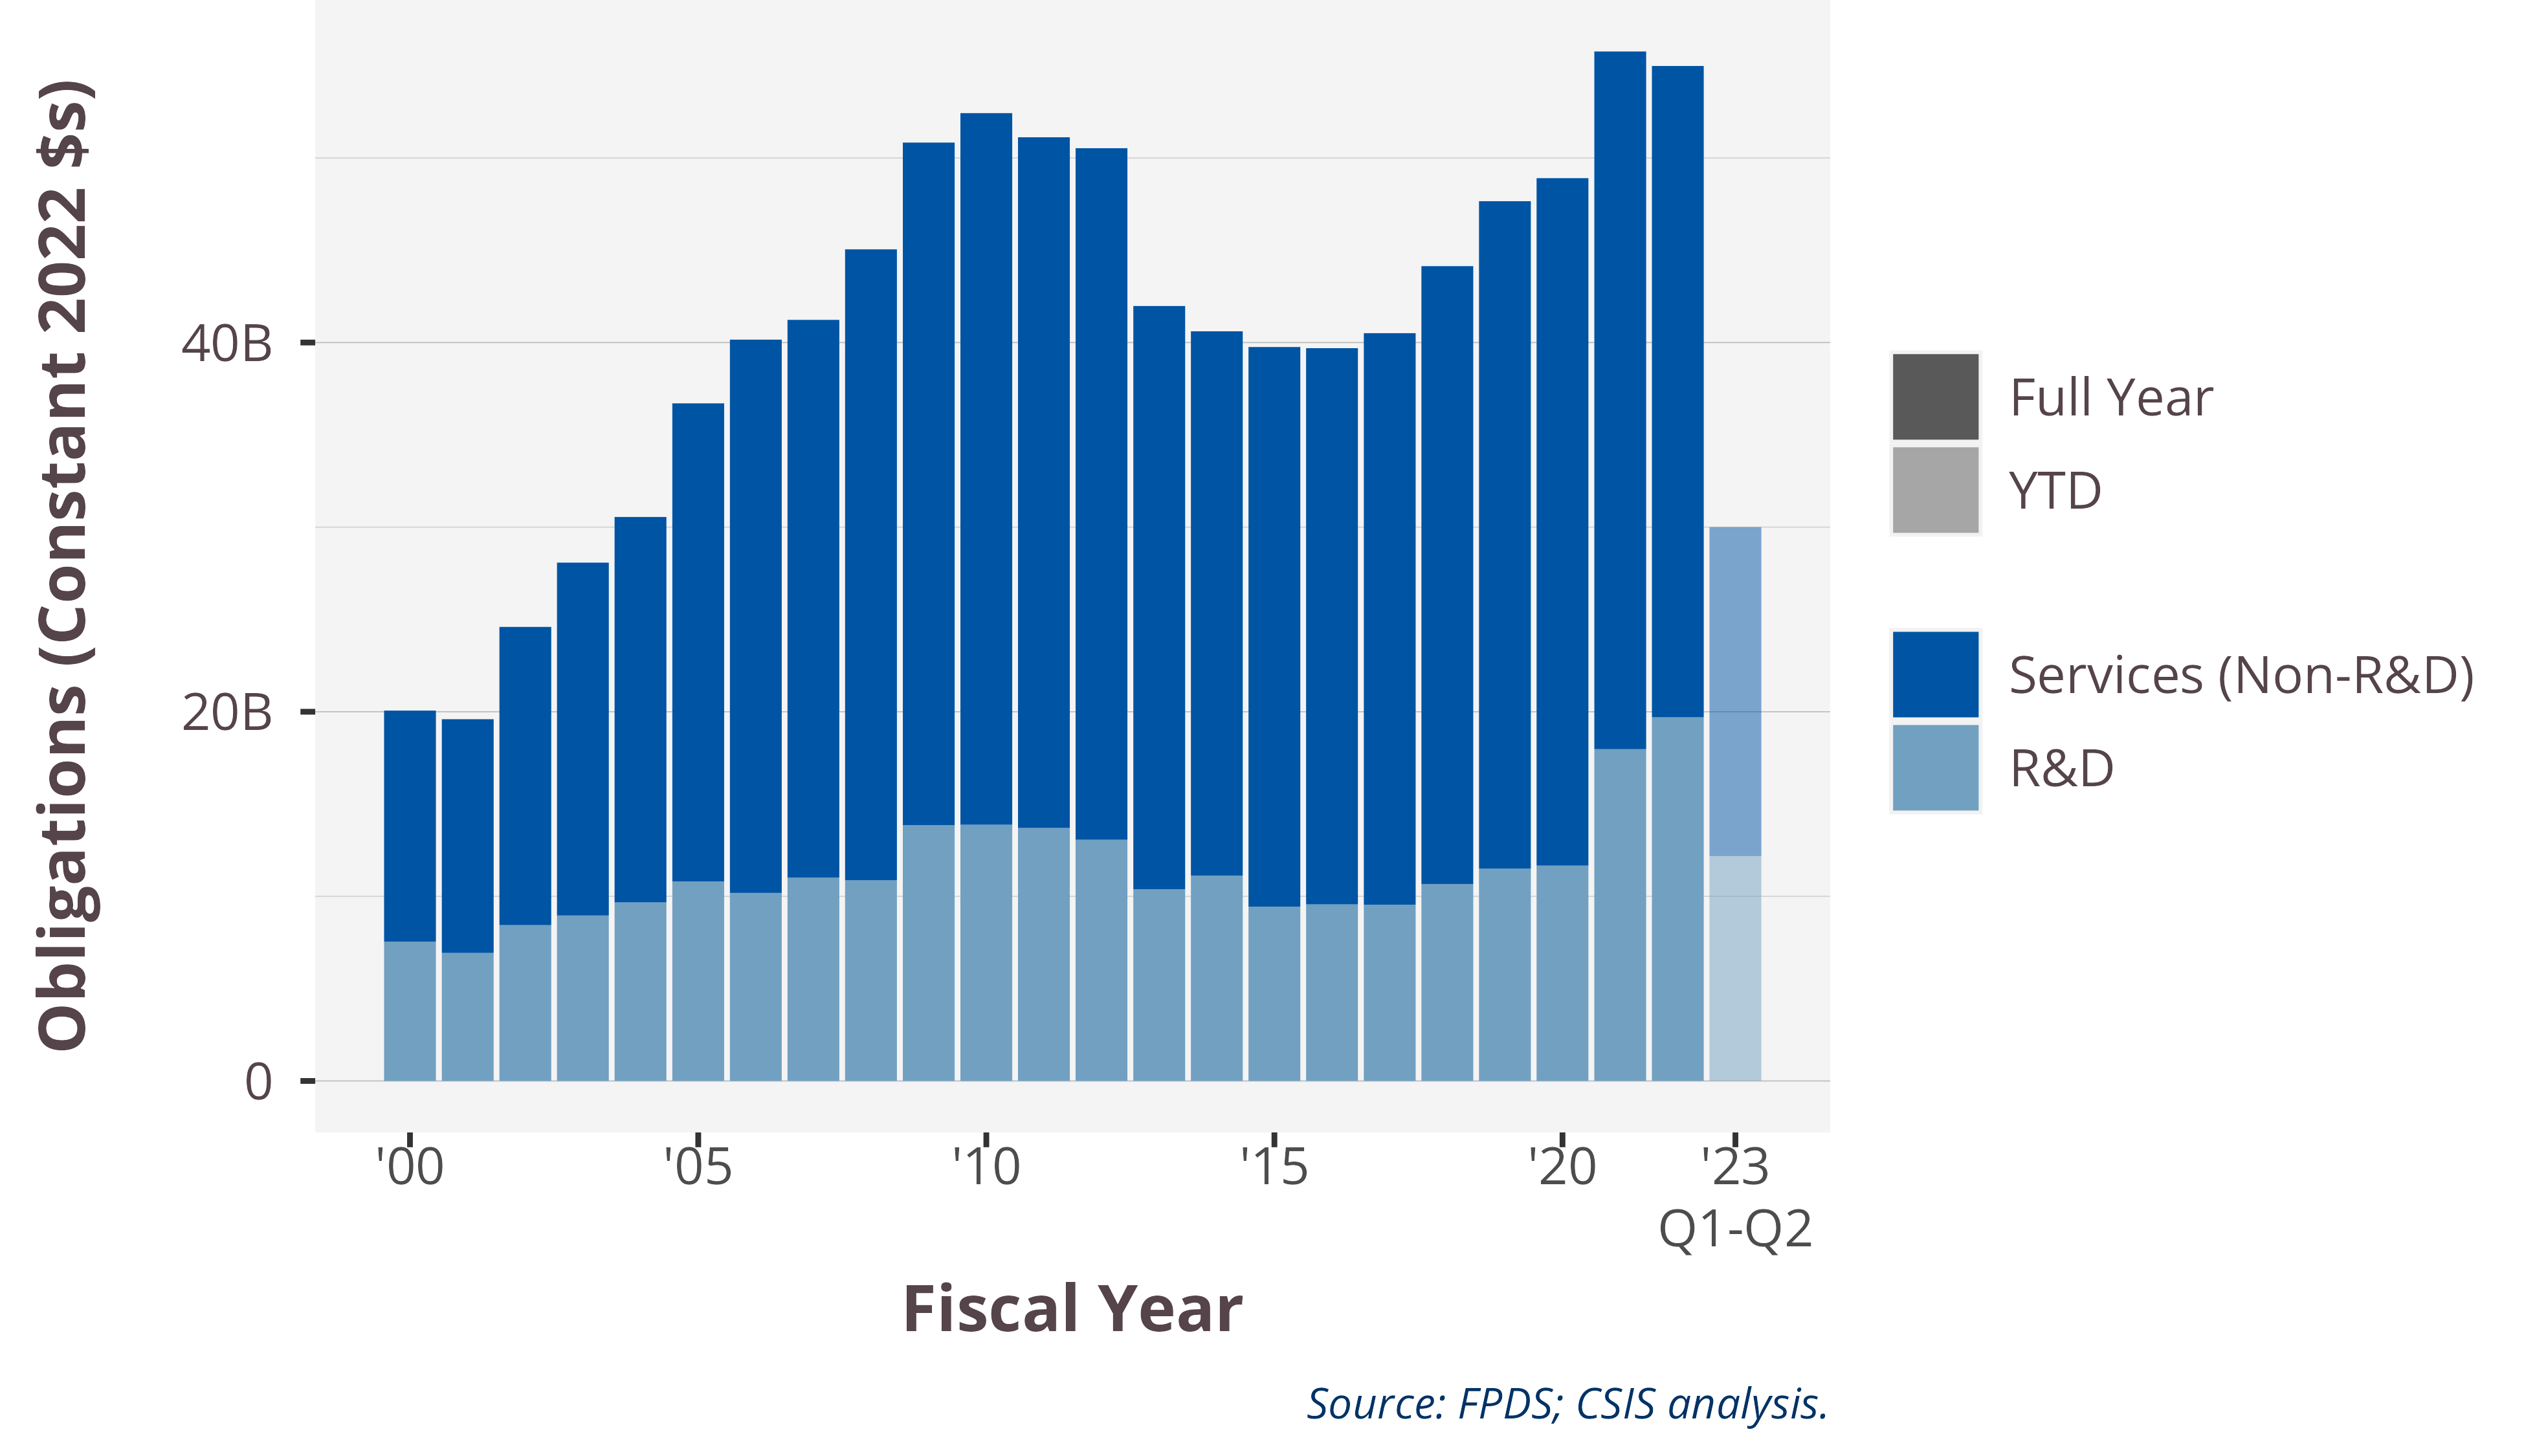 Obligations (Constant 2022 $s)
40B
20B
0
'00
'05
'10
'15
'20
'23
Q1-Q2
Fiscal Year
Full Year
YTD
Services (Non-R&D)
R&D
Source: FPDS; CSIS analysis.